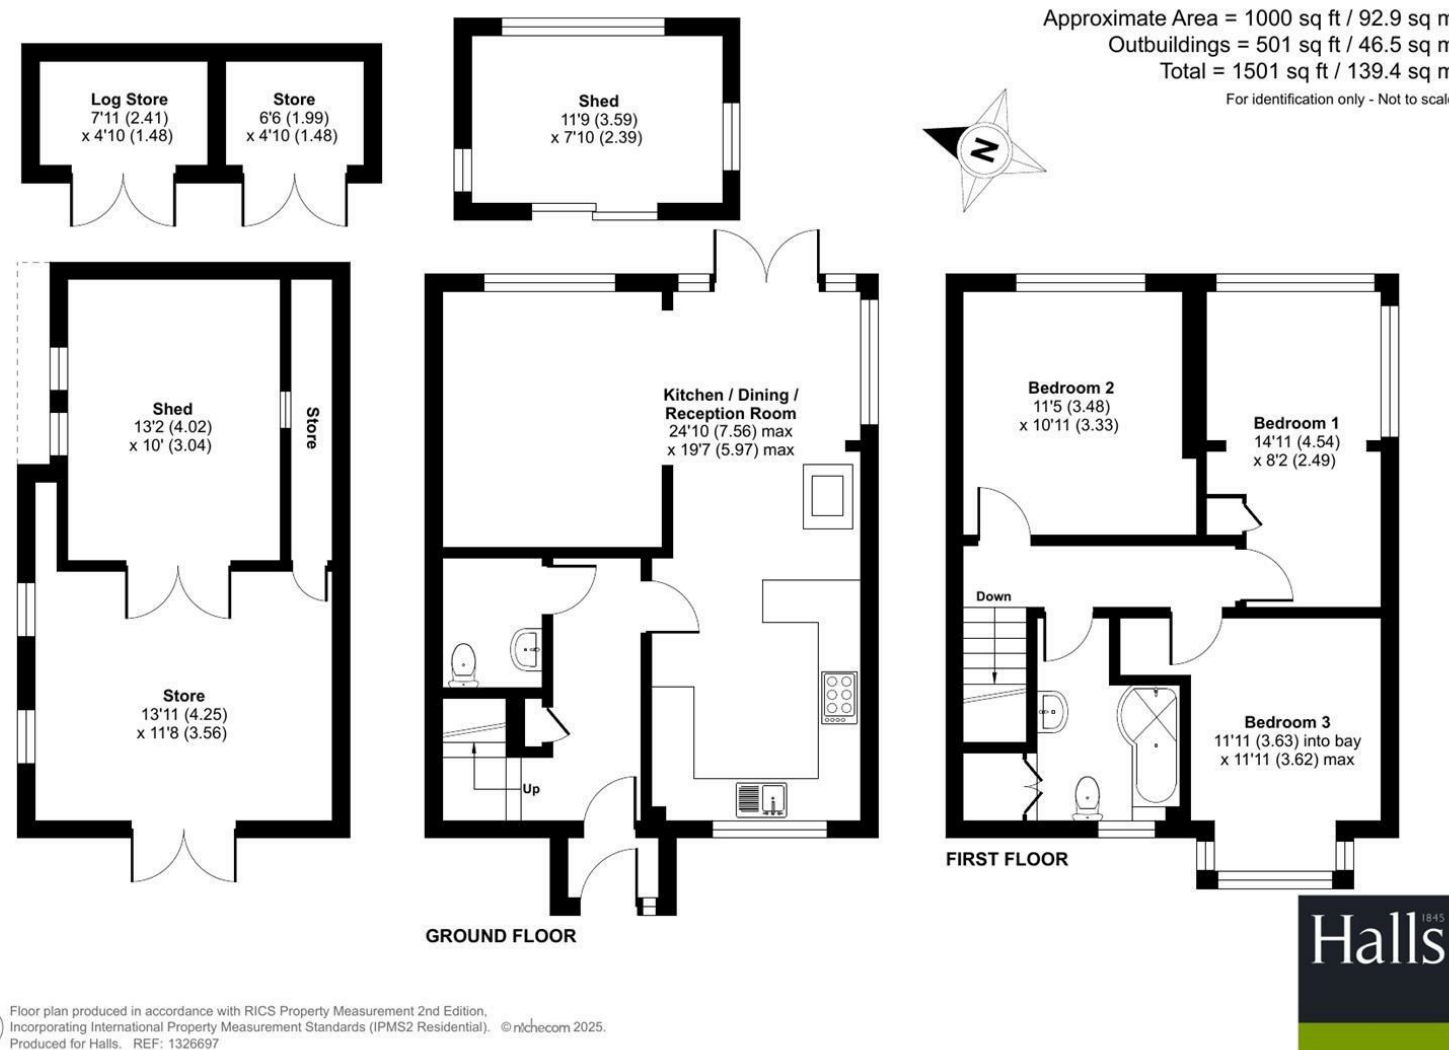 Approximate Area = 1000 sq ft / 92.9 sq m
Outbuildings = 501 sq ft / 46.5 sq m
Total = 1501 sq ft / 139.4 sq m
For identification only - Not to scale
N
Log Store
7'11 (2.41)
x 4'10 (1.48)
Store
6'6 (1.99)
x 4'10 (1.48)
Shed
11'9 (3.59)
x 7'10 (2.39)
Shed
13'2 (4.02)
x 10' (3.04)
Store
Store
13'11 (4.25)
x 11'8 (3.56)
Kitchen / Dining /
Reception Room
24'10 (7.56) max
x 19'7 (5.97) max
Up
GROUND FLOOR
Bedroom 2
11'5 (3.48)
x 10'11 (3.33)
Bedroom 1
14'11 (4.54)
x 8'2 (2.49)
Down
Bedroom 3
11'11 (3.63) into bay
x 11'11 (3.62) max
FIRST FLOOR
Halls
1845
Floor plan produced in accordance with RICS Property Measurement 2nd Edition,
Incorporating International Property Measurement Standards (IPMS2 Residential). © nichecom 2025.
Produced for Halls. REF: 1326697